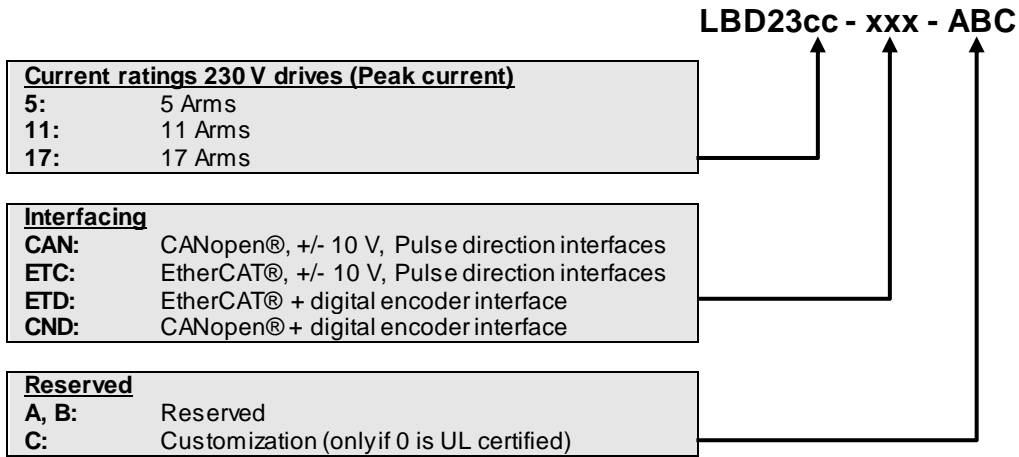 LBD23cc - xxx - ABC
Current ratings 230 V drives (Peak current)
5: 5 Arms
11: 11 Arms
17: 17 Arms
Interfacing
CAN: CANopen®, +/- 10 V, Pulse direction interfaces
ETC: EtherCAT®, +/- 10 V, Pulse direction interfaces
ETD: EtherCAT® + digital encoder interface
CND: CANopen® + digital encoder interface
Reserved
A, B: Reserved
C: Customization (only if 0 is UL certified)